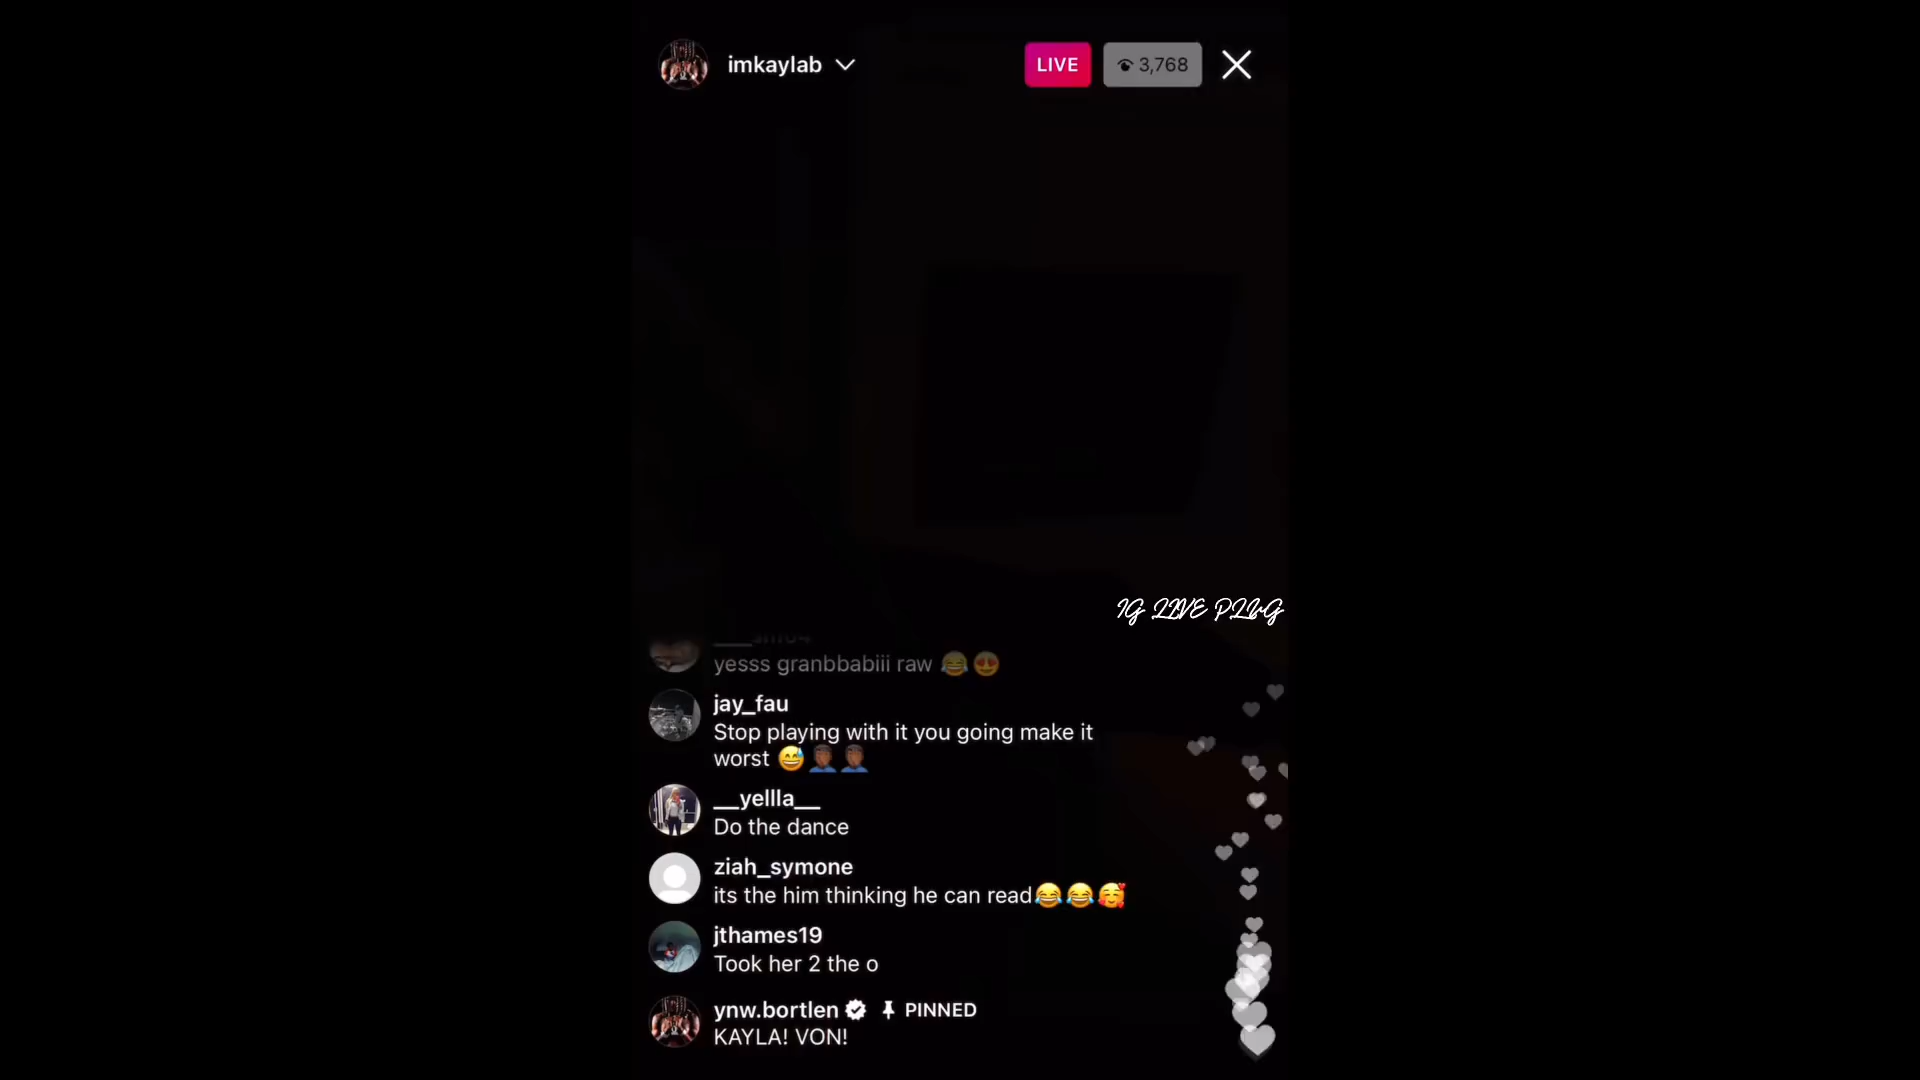 imkaylab
LIVE
3,768
IG LIVE PLUG
yesss granbbabiii raw 😂😍
jay_fau
Stop playing with it you going make it
worst 😅🤦🏾‍♂️🤦🏾‍♂️
__yellla__
Do the dance
ziah_symone
its the him thinking he can read😂😂🥰
jthames19
Took her 2 the o
ynw.bortlen PINNED
KAYLA! VON!